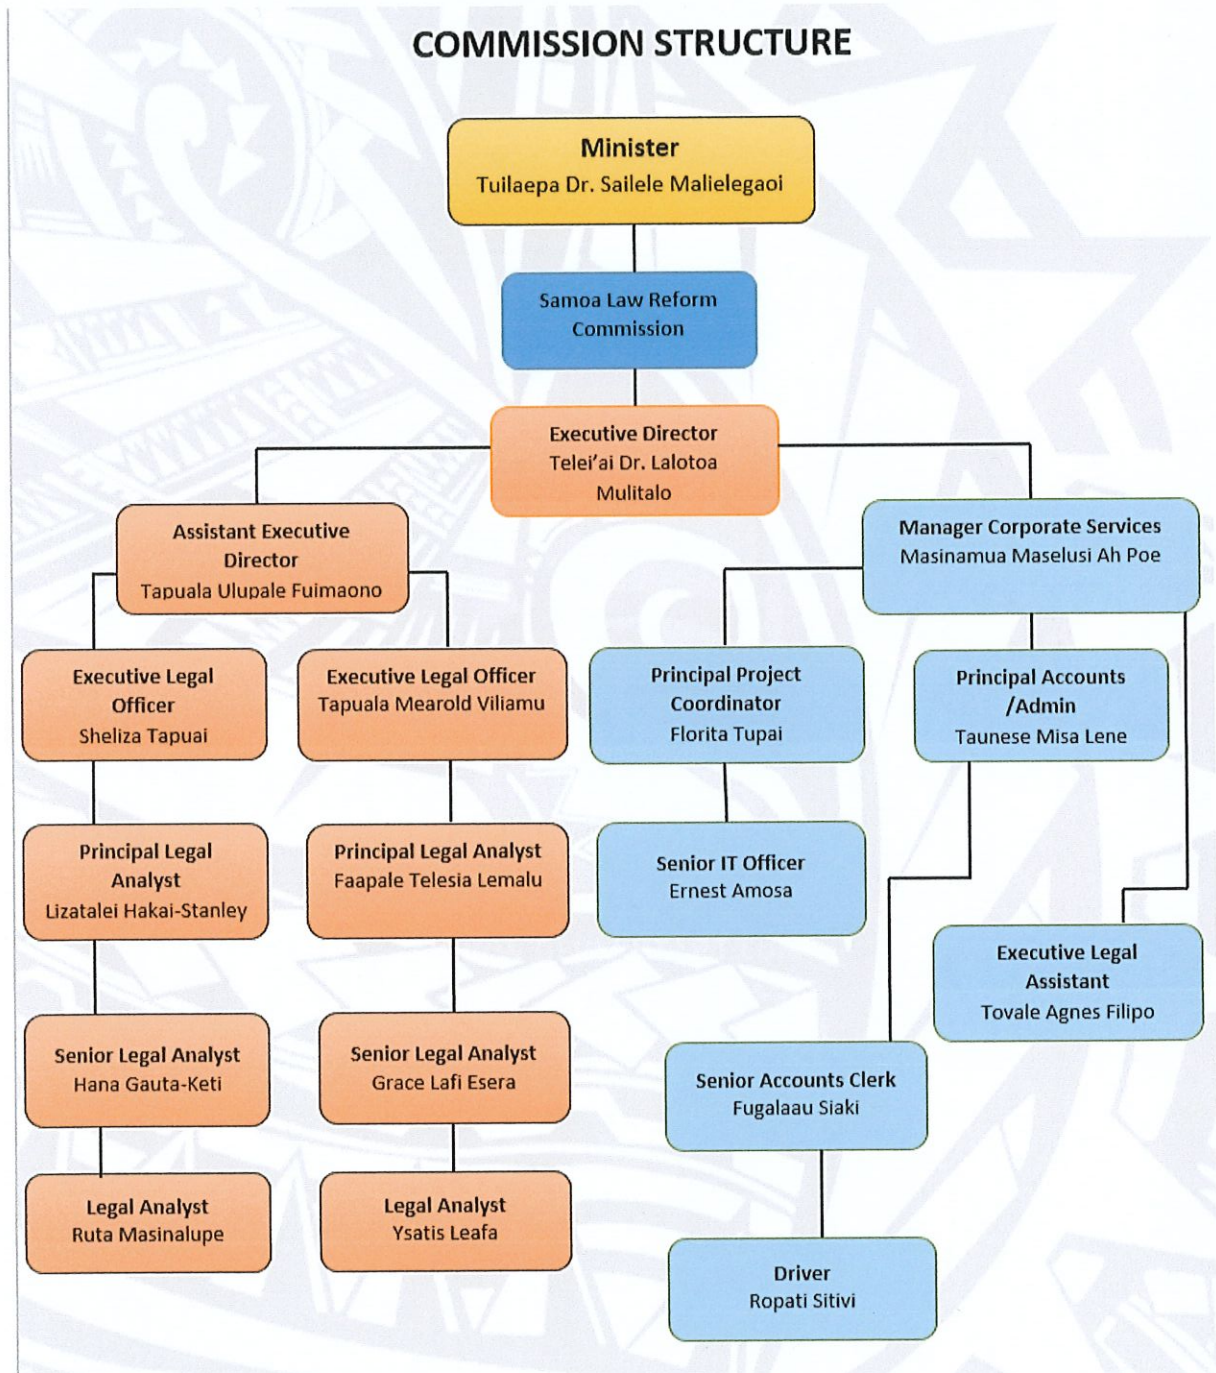 COMMISSION STRUCTURE
Minister
Tuilaepa Dr. Sailele Malielegaoi
Samoa Law Reform
Commission
Executive Director
Telei'ai Dr. Lalotoa
Mulitalo
Assistant Executive
Director
Tapuala Ulupale Fuimaono
Manager Corporate Services
Masinamua Maselusi Ah Poe
Executive Legal
Officer
Sheliza Tapuai
Executive Legal Officer
Tapuala Mearold Viliamu
Principal Project
Coordinator
Florita Tupai
Principal Accounts
/Admin
Taunese Misa Lene
Principal Legal
Analyst
Lizatalei Hakai-Stanley
Principal Legal Analyst
Faapale Telesia Lemalu
Senior IT Officer
Ernest Amosa
Executive Legal
Assistant
Tovale Agnes Filipo
Senior Legal Analyst
Hana Gauta-Keti
Senior Legal Analyst
Grace Lafi Esera
Senior Accounts Clerk
Fugalaau Siaki
Legal Analyst
Ruta Masinalupe
Legal Analyst
Ysatis Leafa
Driver
Ropati Sitivi